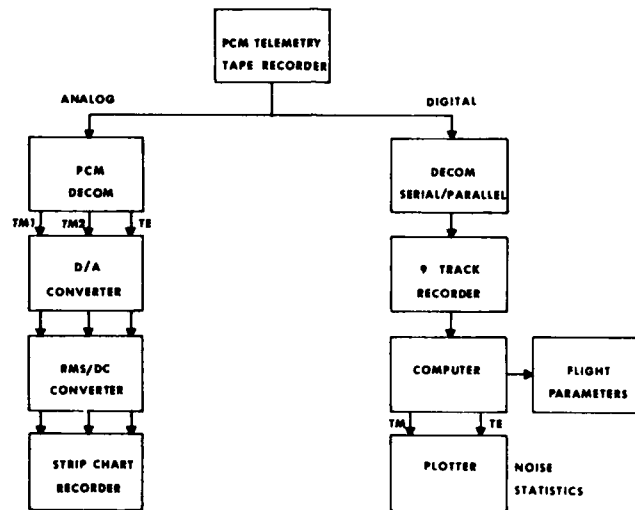 PCM TELEMETRY
TAPE RECORDER
ANALOG
DIGITAL
PCM
DECOM
DECOM
SERIAL/PARALLEL
TM1 TM2 TE
D/A
CONVERTER
9 TRACK
RECORDER
RMS/DC
CONVERTER
COMPUTER
FLIGHT
PARAMETERS
TM TE
STRIP CHART
RECORDER
PLOTTER
NOISE
STATISTICS